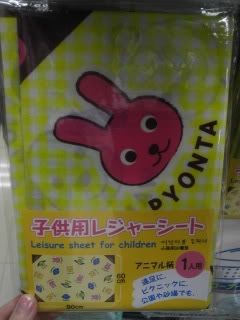 PYONTA
子供用レジャーシート
Leisure sheet for children
アニマル柄 1人用
遠足に、
ピクニックに、
公園や砂場でも。
60cm
90cm